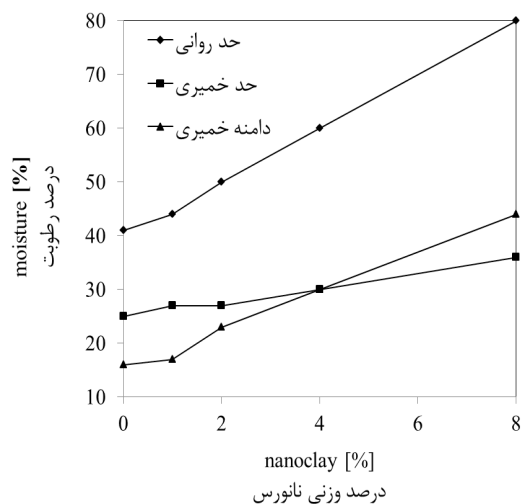 80
70
60
50
40
30
20
10
moisture [%]
درصد رطوبت
حد روانی
حد خمیری
دامنه خمیری
0 2 4 6 8
nanoclay [%]
درصد وزنی نانورس